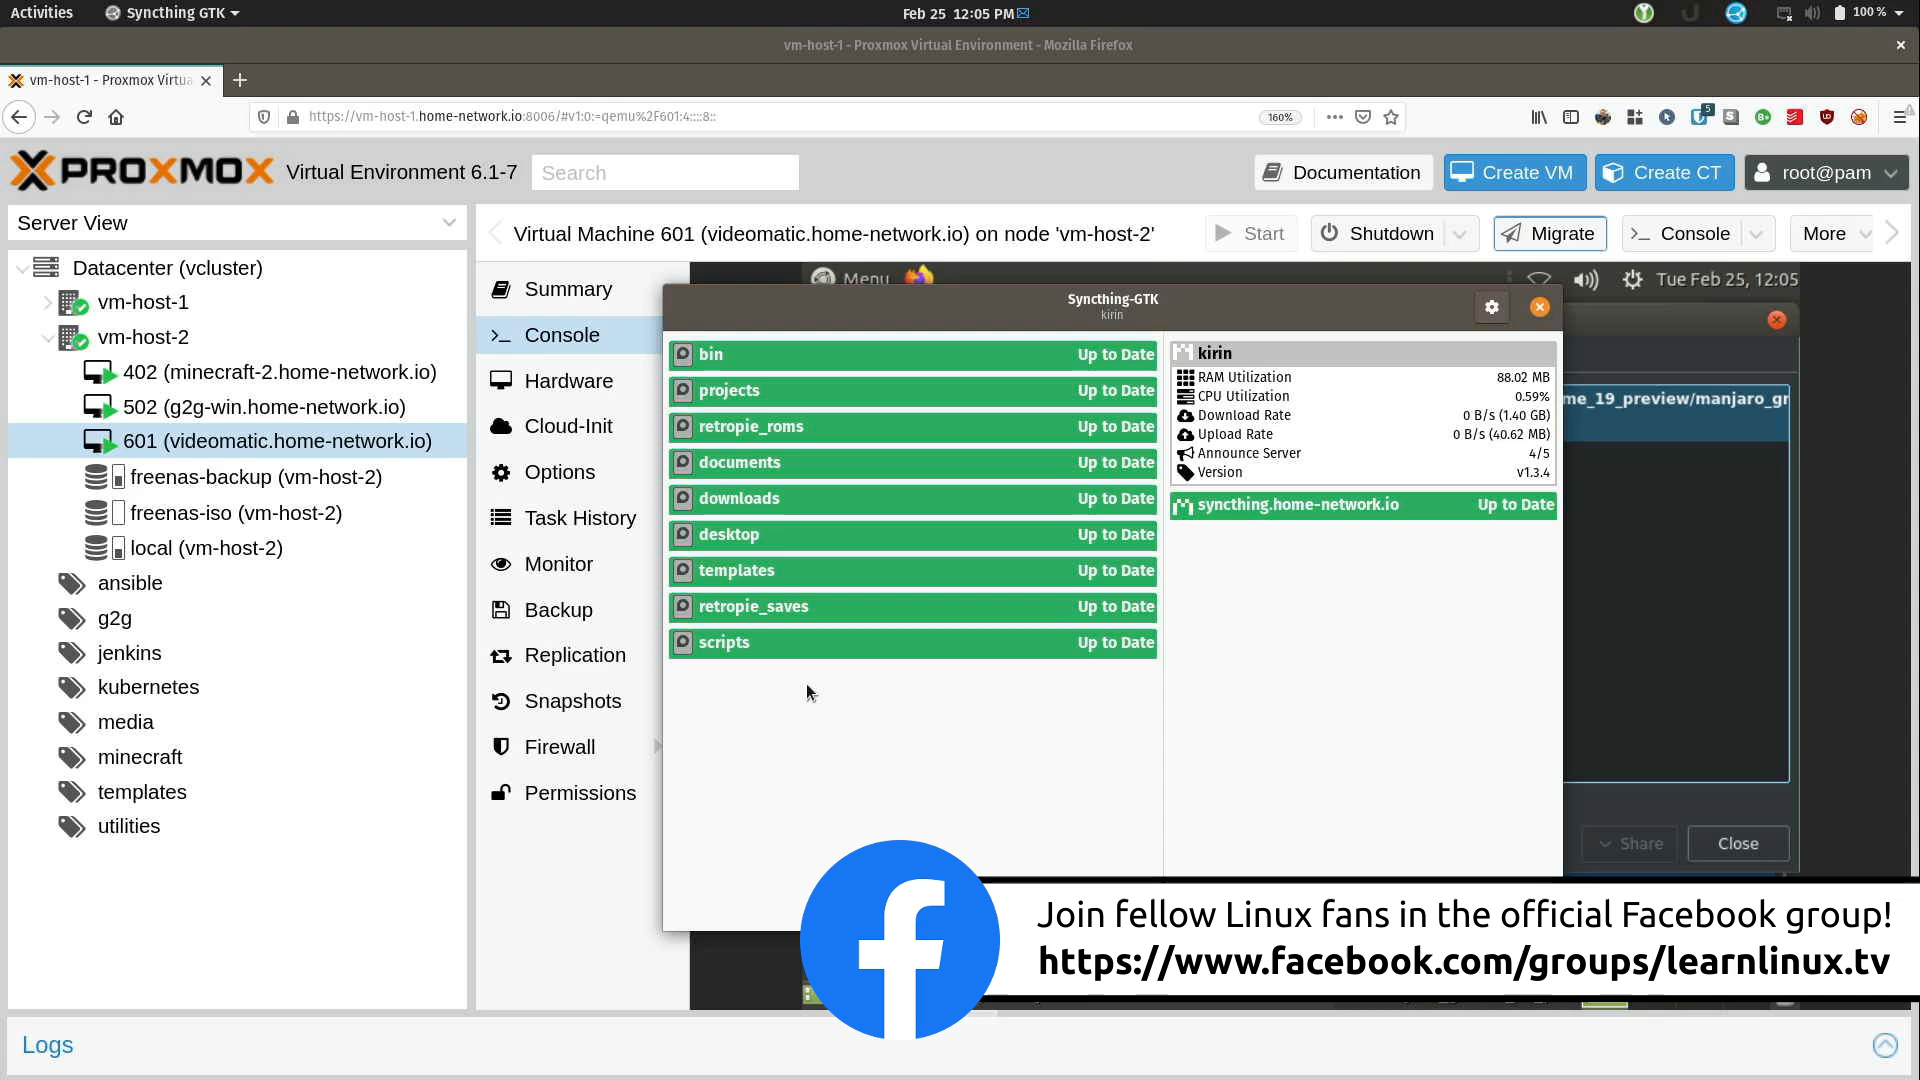 Activities Syncthing GTK Feb 25 12:05 PM 100 %
vm-host-1 - Proxmox Virtual Environment - Mozilla Firefox
vm-host-1 - Proxmox Virtua
https://vm-host-1.home-network.io:8006/#v1:0:=qemu%2F601:4::::8:: 160% 5
PROXMOX Virtual Environment 6.1-7 Search Documentation Create VM Create CT root@pam
Server View
Virtual Machine 601 (videomatic.home-network.io) on node 'vm-host-2' Start Shutdown Migrate Console More
Datacenter (vcluster)
vm-host-1
vm-host-2
402 (minecraft-2.home-network.io)
502 (g2g-win.home-network.io)
601 (videomatic.home-network.io)
freenas-backup (vm-host-2)
freenas-iso (vm-host-2)
local (vm-host-2)
ansible
g2g
jenkins
kubernetes
media
minecraft
templates
utilities
Summary
Console
Hardware
Cloud-Init
Options
Task History
Monitor
Backup
Replication
Snapshots
Firewall
Permissions
Menu Tue Feb 25, 12:05
Syncthing-GTK
kirin
bin Up to Date
projects Up to Date
retropie_roms Up to Date
documents Up to Date
downloads Up to Date
desktop Up to Date
templates Up to Date
retropie_saves Up to Date
scripts Up to Date
kirin
RAM Utilization 88.02 MB
CPU Utilization 0.59%
Download Rate 0 B/s (1.40 GB)
Upload Rate 0 B/s (40.62 MB)
Announce Server 4/5
Version v1.3.4
syncthing.home-network.io Up to Date
me_19_preview/manjaro_gr
Share Close
Join fellow Linux fans in the official Facebook group!
https://www.facebook.com/groups/learnlinux.tv
Logs